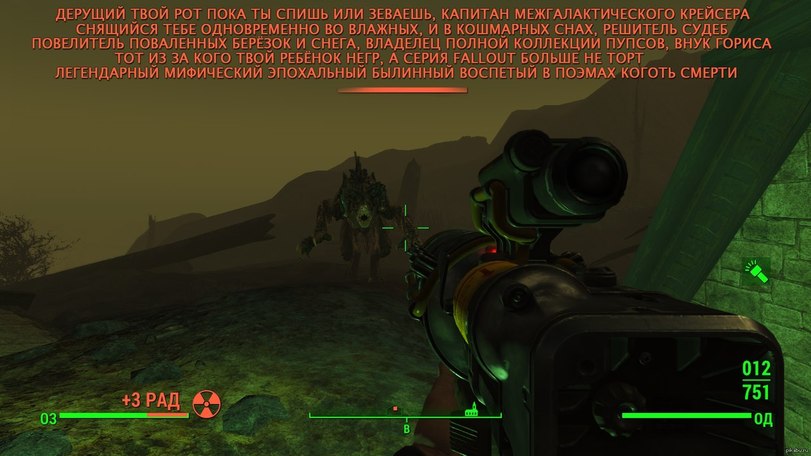 ДЕРУЩИЙ ТВОЙ РОТ ПОКА ТЫ СПИШЬ ИЛИ ЗЕВАЕШЬ, КАПИТАН МЕЖГАЛАКТИЧЕСКОГО КРЕЙСЕРА
СНЯЩИЙСЯ ТЕБЕ ОДНОВРЕМЕННО ВО ВЛАЖНЫХ, И В КОШМАРНЫХ СНАХ, РЕШИТЕЛЬ СУДЕБ
ПОВЕЛИТЕЛЬ ПОВАЛЕННЫХ БЕРЁЗОК И СНЕГА, ВЛАДЕЛЕЦ ПОЛНОЙ КОЛЛЕКЦИИ ПУПСОВ, ВНУК ГОРИСА
ТОТ ИЗ ЗА КОГО ТВОЙ РЕБЁНОК НЕГР, А СЕРИЯ FALLOUT БОЛЬШЕ НЕ ТОРТ
ЛЕГЕНДАРНЫЙ МИФИЧЕСКИЙ ЭПОХАЛЬНЫЙ БЫЛИННЫЙ ВОСПЕТЫЙ В ПОЭМАХ КОГОТЬ СМЕРТИ
+3 РАД
ОЗ
В
012
751
ОД